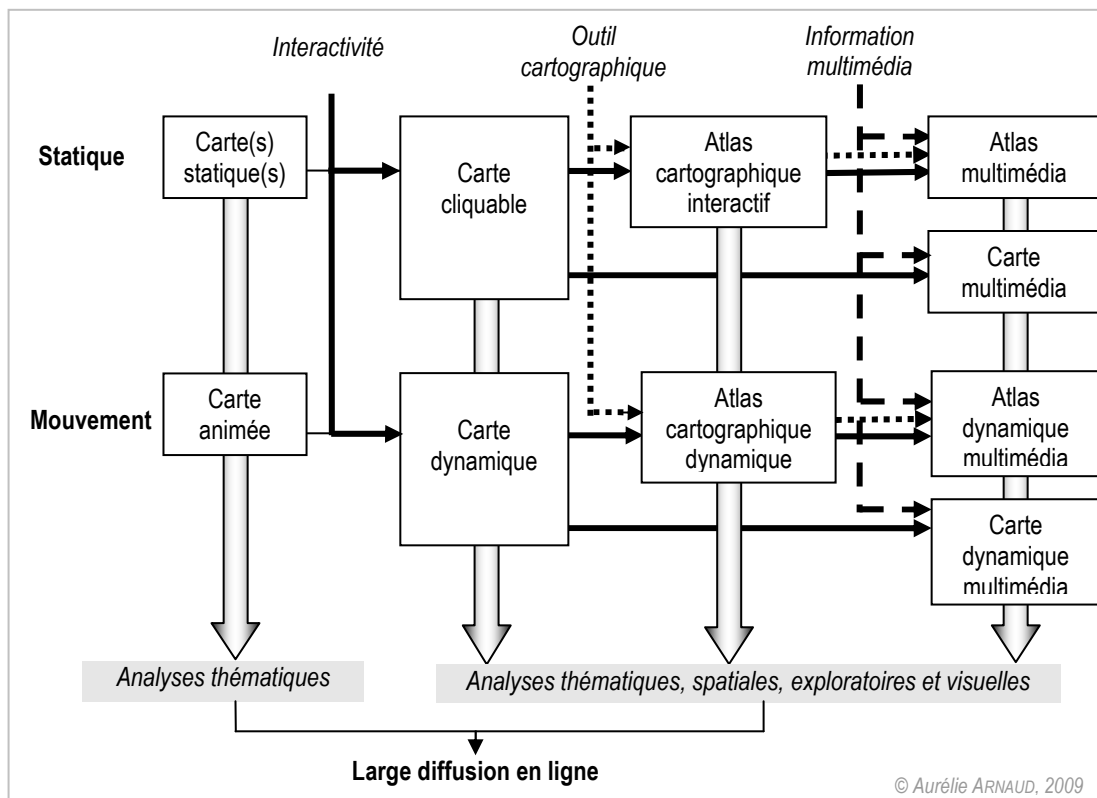 Interactivité
Outil
cartographique
Information
multimédia
Statique
Carte(s)
statique(s)
Carte
cliquable
Atlas
cartographique
interactif
Atlas
multimédia
Carte
multimédia
Mouvement
Carte
animée
Carte
dynamique
Atlas
cartographique
dynamique
Atlas
dynamique
multimédia
Carte
dynamique
multimédia
Analyses thématiques
Analyses thématiques, spatiales, exploratoires et visuelles
Large diffusion en ligne
© Aurélie ARNAUD, 2009